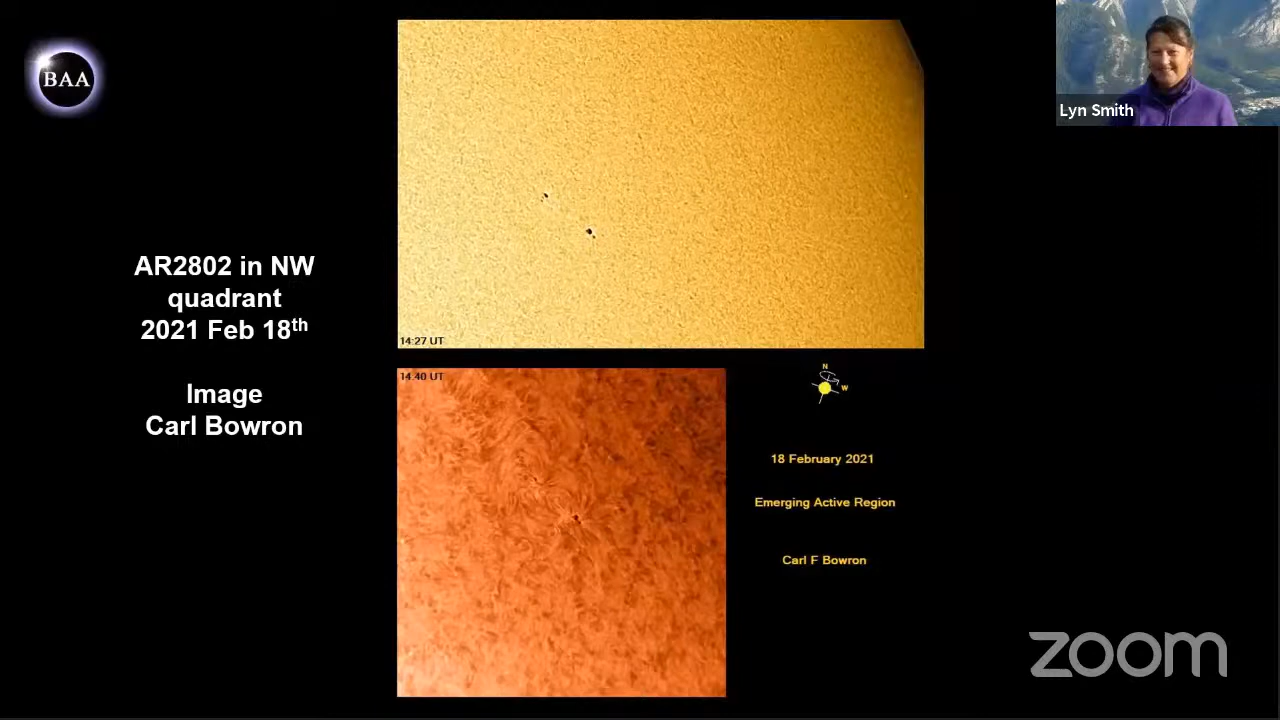 BAA
Lyn Smith
AR2802 in NW
quadrant
2021 Feb 18th
Image
Carl Bowron
14:27 UT
14:40 UT
N
W
18 February 2021
Emerging Active Region
Carl F Bowron
zoom